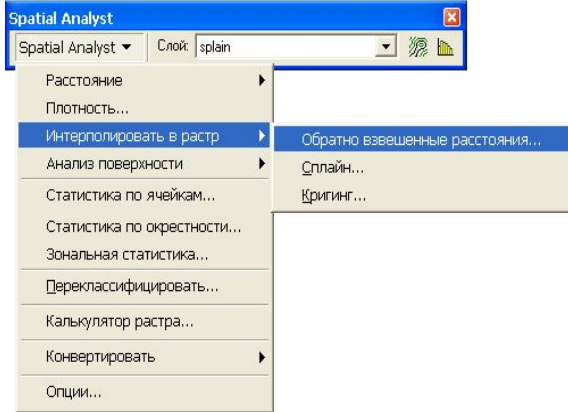 Spatial Analyst
Spatial Analyst Слой: splain
Расстояние
Плотность...
Интерполировать в растр
Обратно взвешенные расстояния...
Анализ поверхности
Сплайн...
Статистика по ячейкам...
Кригинг...
Статистика по окрестности...
Зональная статистика...
Переклассифицировать...
Калькулятор растра...
Конвертировать
Опции...